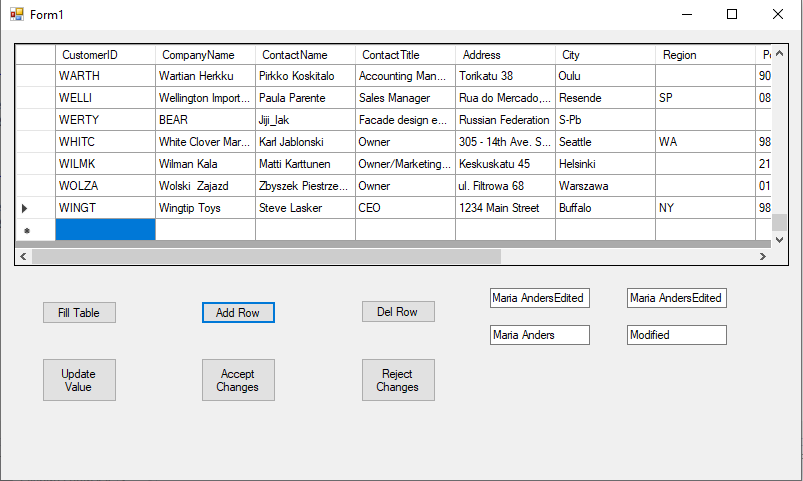 Form1
CustomerID CompanyName ContactName ContactTitle Address City Region P
WARTH Wartian Herkku Pirkko Koskitalo Accounting Man... Torikatu 38 Oulu 90
WELLI Wellington Import... Paula Parente Sales Manager Rua do Mercado,... Resende SP 08
WERTY BEAR Jiji_lak Facade design e... Russian Federation S-Pb
WHITC White Clover Mar... Karl Jablonski Owner 305 - 14th Ave. S... Seattle WA 98
WILMK Wilman Kala Matti Karttunen Owner/Marketing... Keskuskatu 45 Helsinki 21
WOLZA Wolski Zajazd Zbyszek Piestrze... Owner ul. Filtrowa 68 Warszawa 01
WINGT Wingtip Toys Steve Lasker CEO 1234 Main Street Buffalo NY 98
Maria AndersEdited Maria AndersEdited
Fill Table Add Row Del Row
Maria Anders Modified
Update Accept Reject
Value Changes Changes